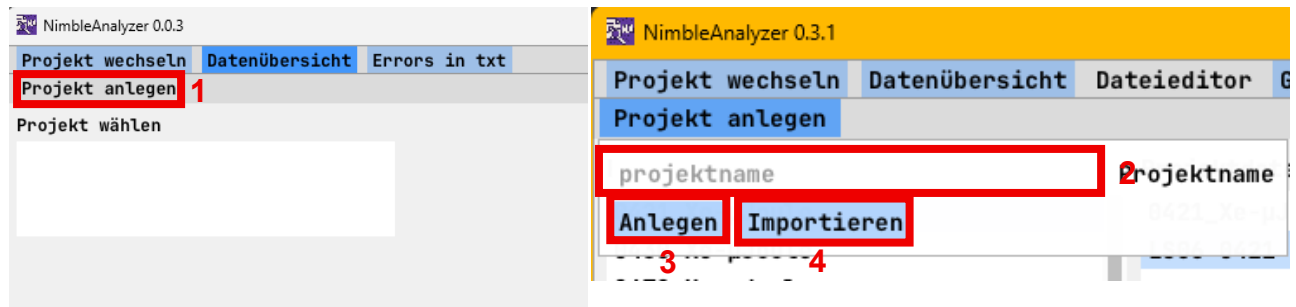 NimbleAnalyzer 0.0.3
Projekt wechseln Datenübersicht Errors in txt
Projekt anlegen 1
Projekt wählen
NimbleAnalyzer 0.3.1
Projekt wechseln Datenübersicht Dateieditor G
Projekt anlegen
projektname 2 Projektname
Anlegen Importieren
3 4